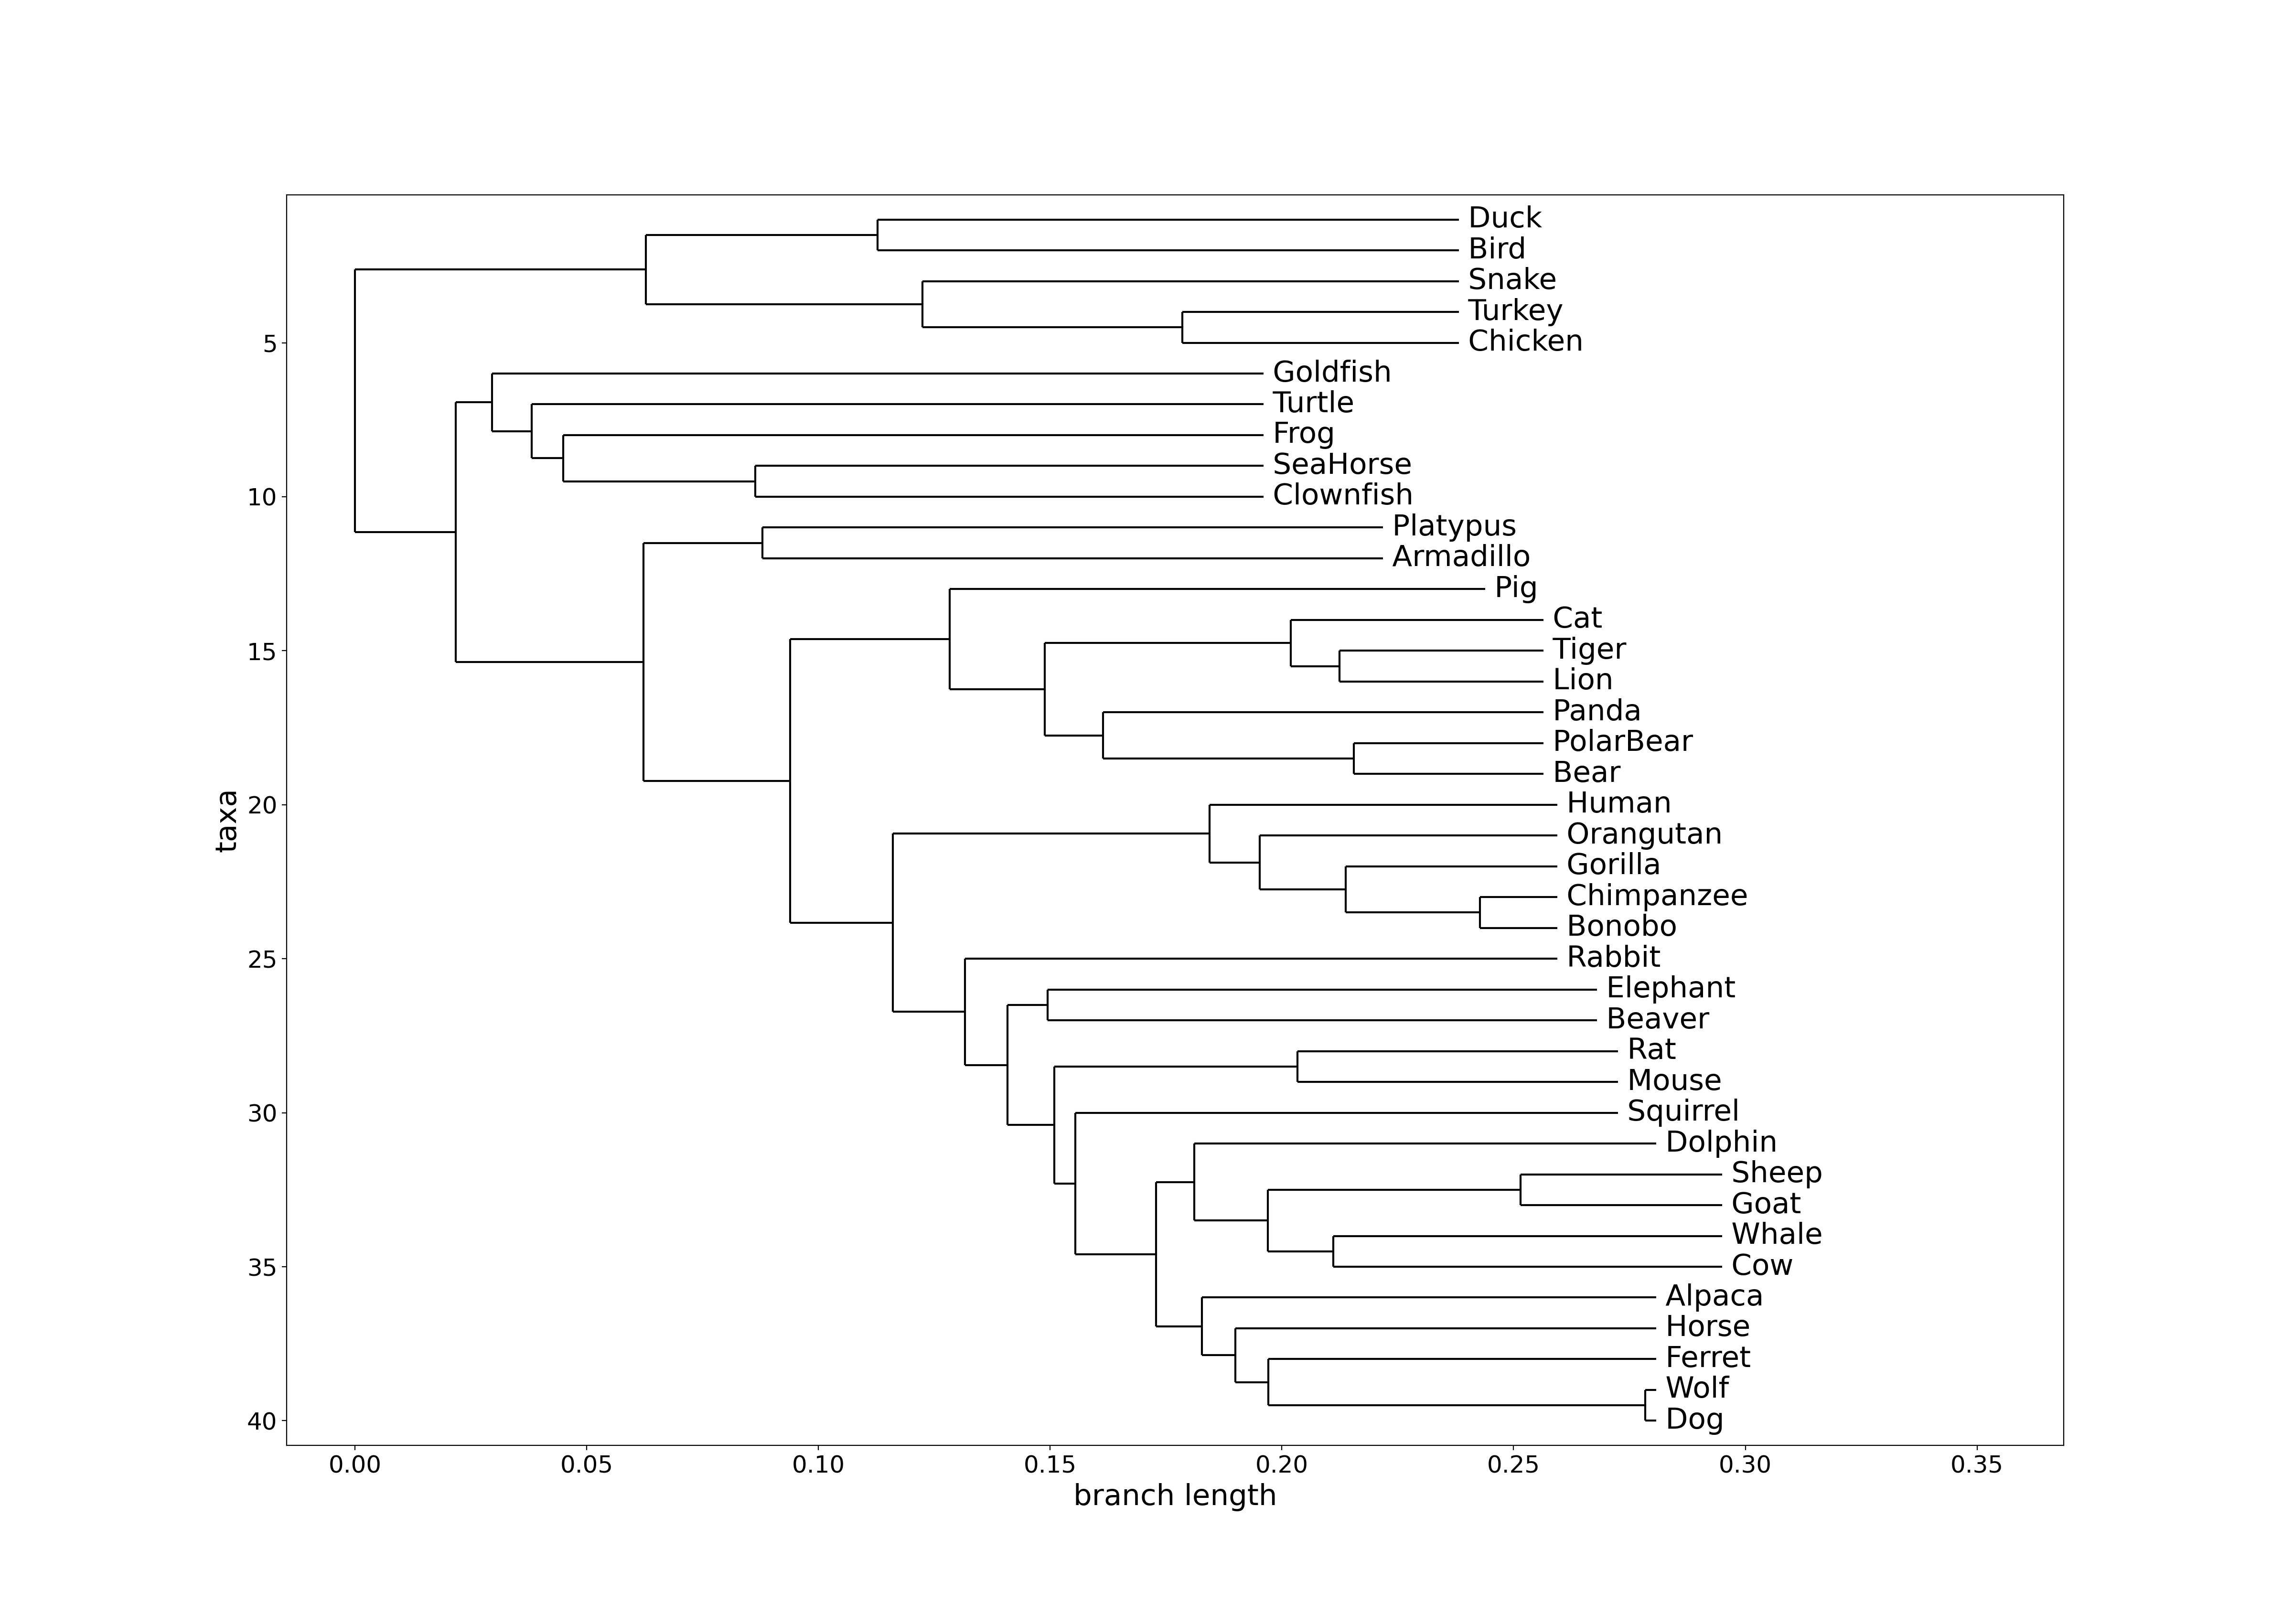 Duck
Bird
Snake
Turkey
Chicken
Goldfish
Turtle
Frog
SeaHorse
Clownfish
Platypus
Armadillo
Pig
Cat
Tiger
Lion
Panda
PolarBear
Bear
Human
Orangutan
Gorilla
Chimpanzee
Bonobo
Rabbit
Elephant
Beaver
Rat
Mouse
Squirrel
Dolphin
Sheep
Goat
Whale
Cow
Alpaca
Horse
Ferret
Wolf
Dog
5
10
15
20
25
30
35
40
taxa
0.00 0.05 0.10 0.15 0.20 0.25 0.30 0.35
branch length